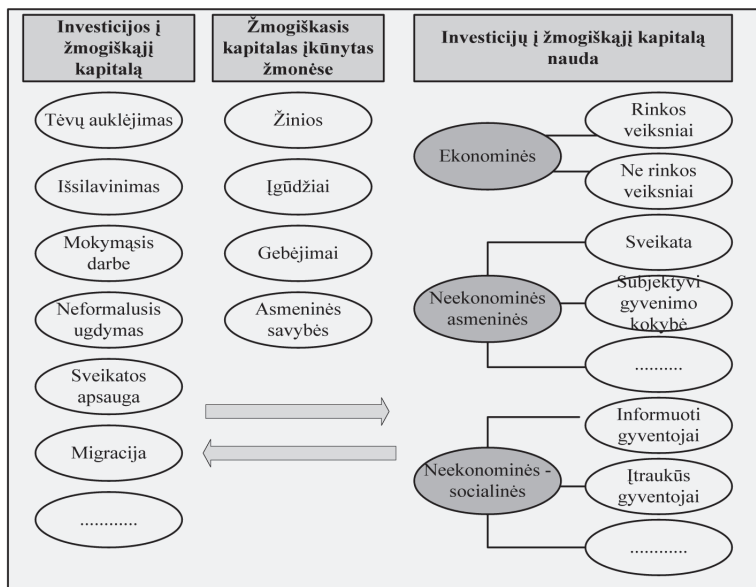 Investicijos į
žmogiškąjį
kapitalą
Žmogiškasis
kapitalas įkūnytas
žmonėse
Investicijų į žmogiškąjį kapitalą
nauda
Tėvų auklėjimas
Išsilavinimas
Mokymąsis
darbe
Neformalusis
ugdymas
Sveikatos
apsauga
Migracija
............
Žinios
Įgūdžiai
Gebėjimai
Asmeninės
savybės
Ekonominės
Rinkos
veiksniai
Ne rinkos
veiksniai
Neekonominės
asmeninės
Sveikata
Subjektyvi
gyvenimo
kokybė
..........
Neekonominės -
socialinės
Informuoti
gyventojai
Įtraukūs
gyventojai
............